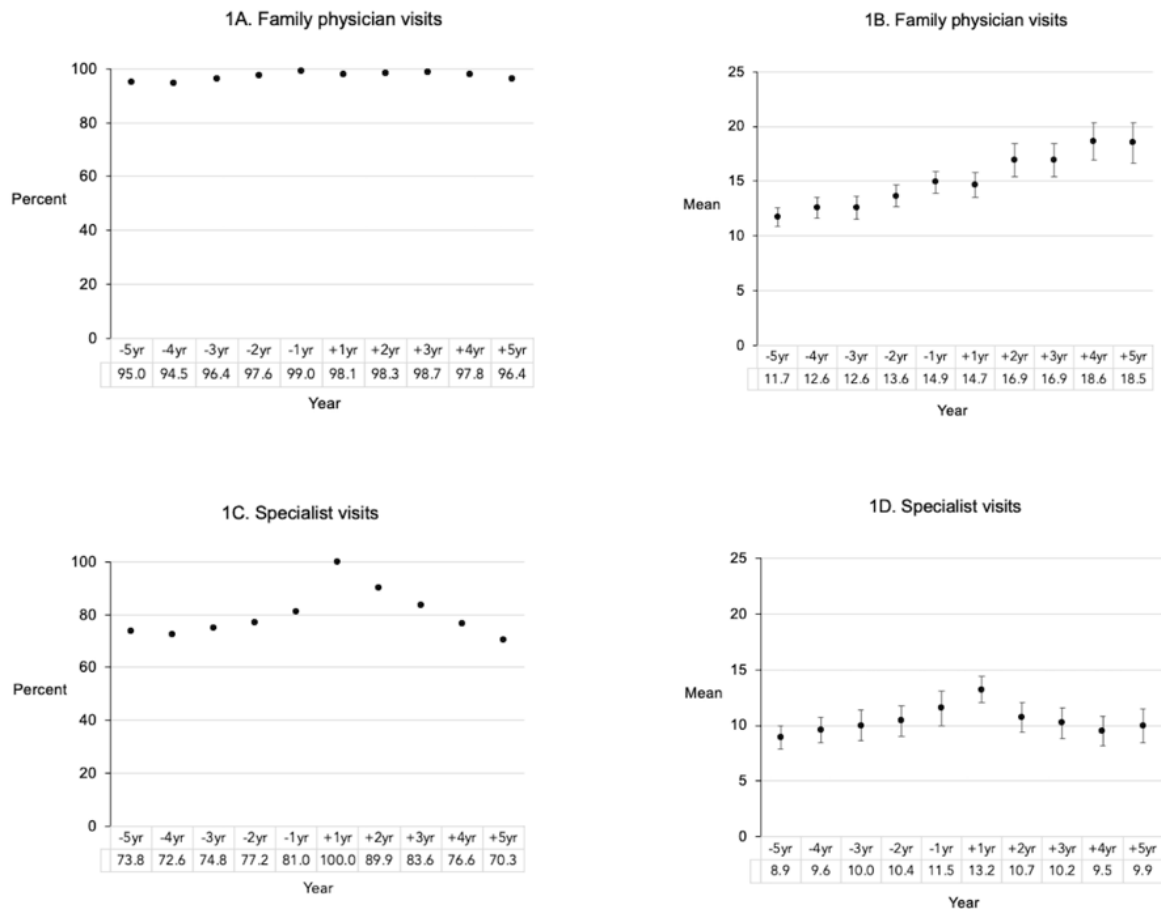 1A. Family physician visits
100
80
60
40
20
0
Percent
-5yr -4yr -3yr -2yr -1yr +1yr +2yr +3yr +4yr +5yr
95.0 94.5 96.4 97.6 99.0 98.1 98.3 98.7 97.8 96.4
Year
1B. Family physician visits
25
20
15
10
5
0
Mean
-5yr -4yr -3yr -2yr -1yr +1yr +2yr +3yr +4yr +5yr
11.7 12.6 12.6 13.6 14.9 14.7 16.9 16.9 18.6 18.5
Year
1C. Specialist visits
100
80
60
40
20
0
Percent
-5yr -4yr -3yr -2yr -1yr +1yr +2yr +3yr +4yr +5yr
73.8 72.6 74.8 77.2 81.0 100.0 89.9 83.6 76.6 70.3
Year
1D. Specialist visits
25
20
15
10
5
0
Mean
-5yr -4yr -3yr -2yr -1yr +1yr +2yr +3yr +4yr +5yr
8.9 9.6 10.0 10.4 11.5 13.2 10.7 10.2 9.5 9.9
Year